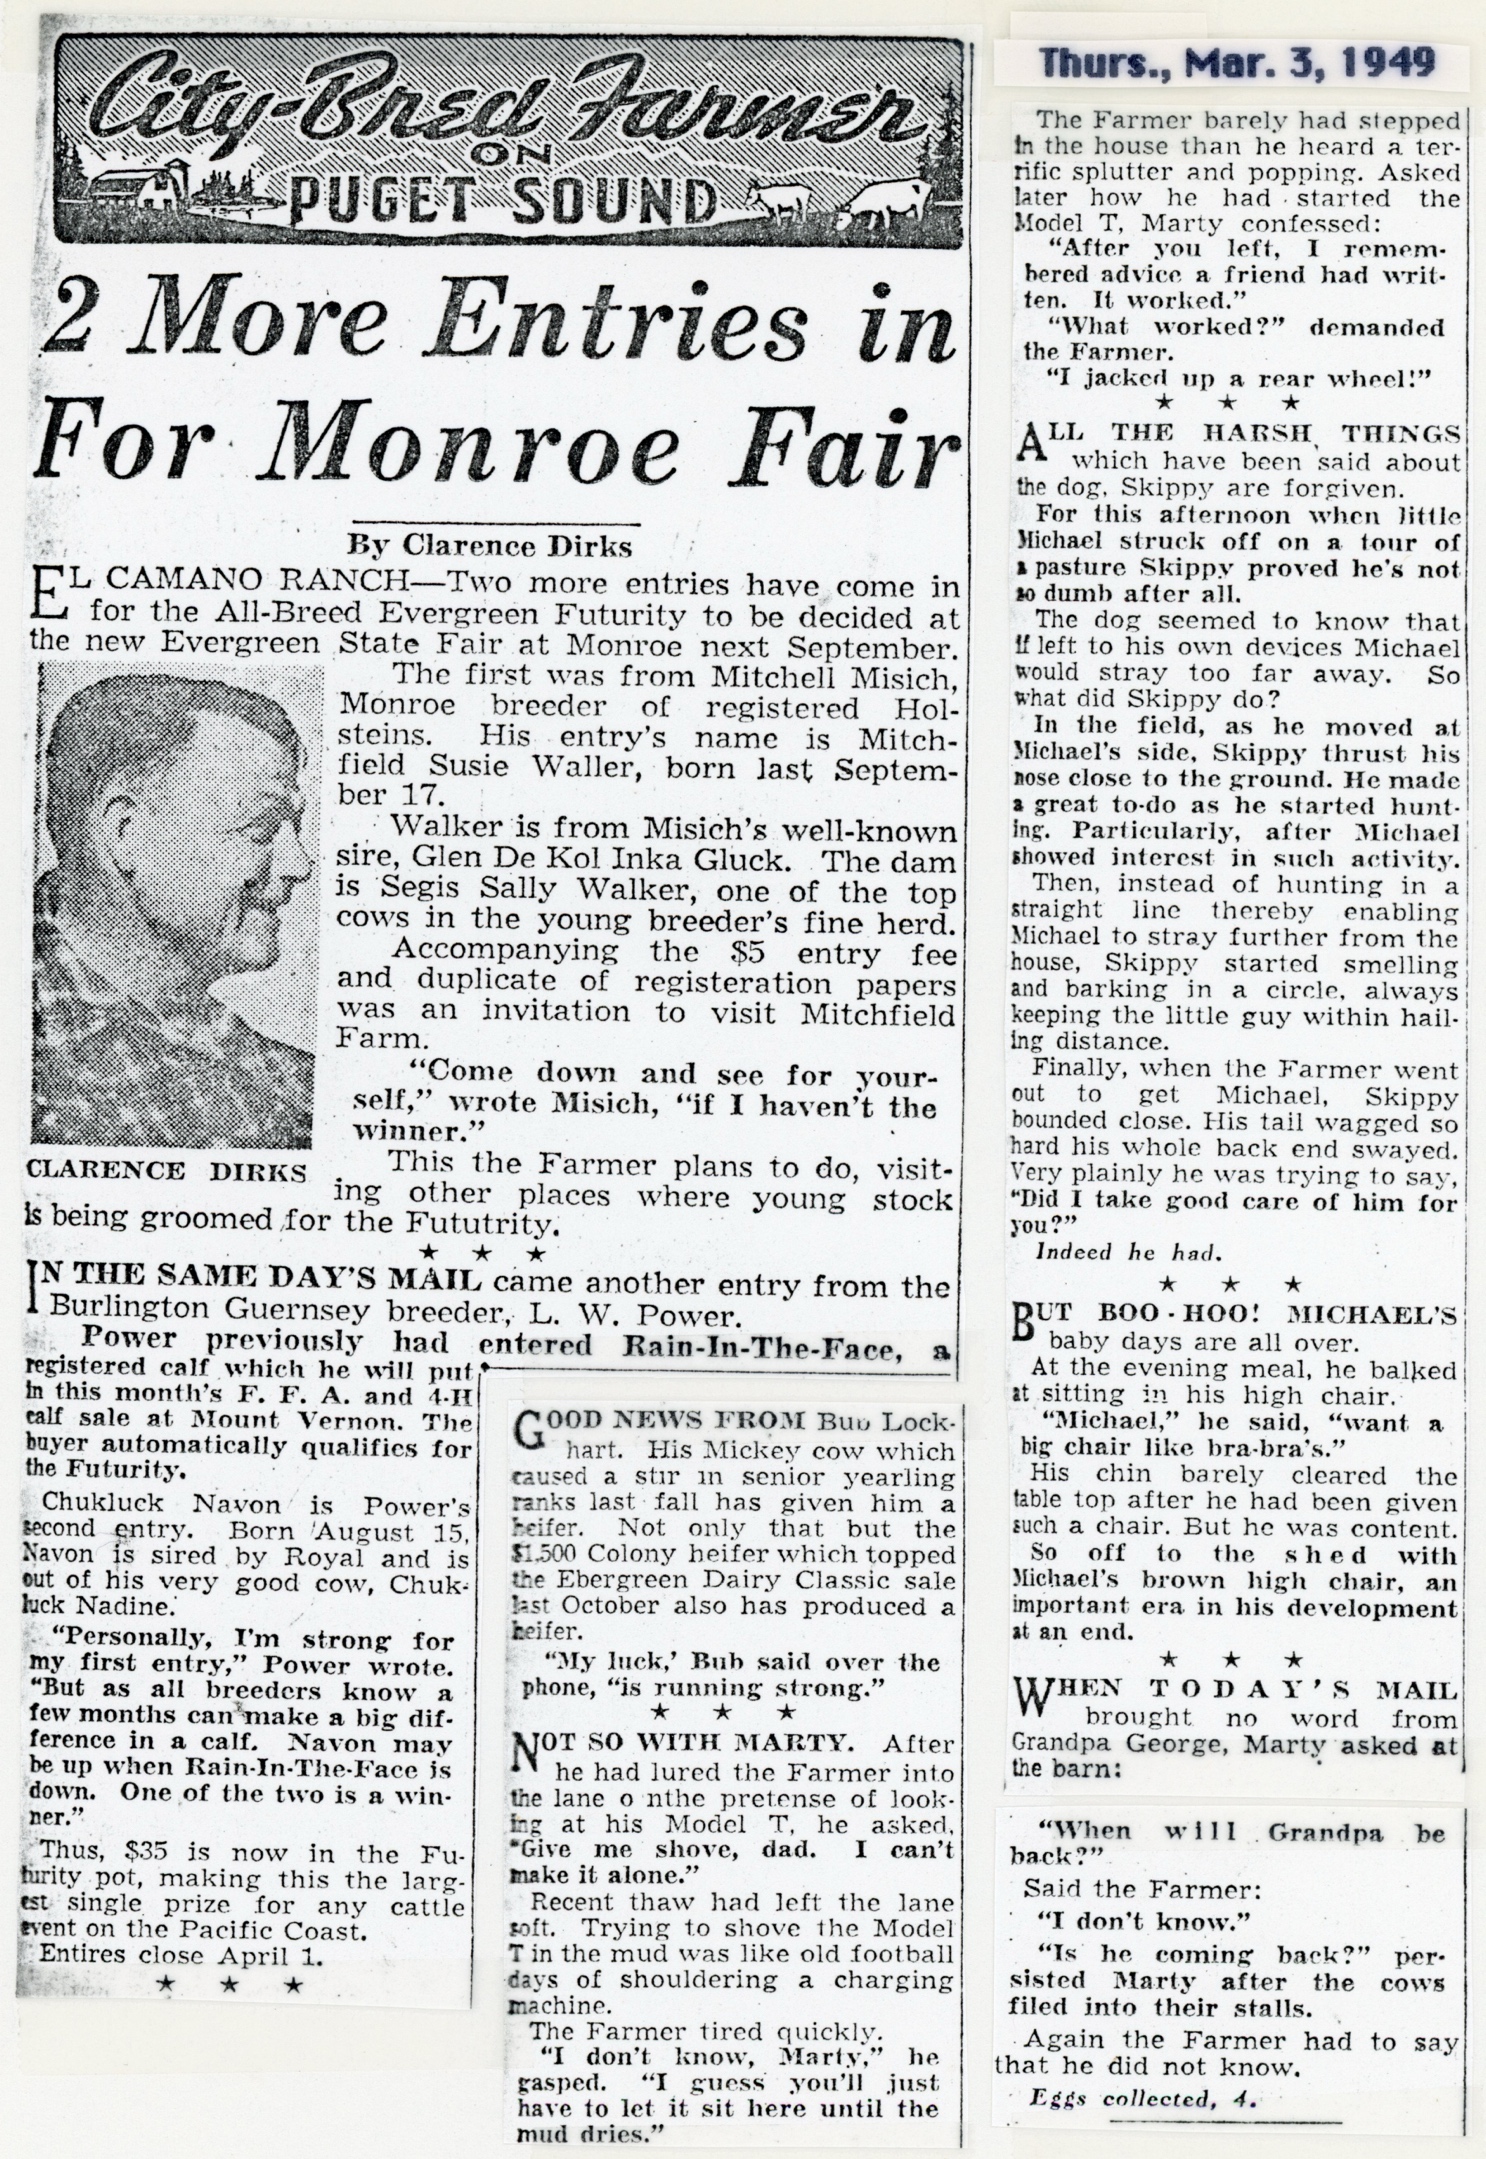 City-Bred Farmer
ON
PUGET SOUND
2 More Entries in
For Monroe Fair
By Clarence Dirks
EL CAMANO RANCH—Two more entries have come in
for the All-Breed Evergreen Futurity to be decided at
the new Evergreen State Fair at Monroe next September.
The first was from Mitchell Misich,
Monroe breeder of registered Hol-
steins. His entry's name is Mitch-
field Susie Waller, born last Septem-
ber 17.
Walker is from Misich's well-known
sire, Glen De Kol Inka Gluck. The dam
is Segis Sally Walker, one of the top
cows in the young breeder's fine herd.
Accompanying the $5 entry fee
and duplicate of registeration papers
was an invitation to visit Mitchfield
Farm.
"Come down and see for your-
self," wrote Misich, "if I haven't the
winner."
CLARENCE DIRKS
This the Farmer plans to do, visit-
ing other places where young stock
is being groomed for the Fututrity.
★ ★ ★
IN THE SAME DAY'S MAIL came another entry from the
Burlington Guernsey breeder, L. W. Power.
Power previously had entered Rain-In-The-Face, a
registered calf which he will put
in this month's F. F. A. and 4-H
calf sale at Mount Vernon. The
buyer automatically qualifies for
the Futurity.
Chukluck Navon is Power's
second entry. Born August 15,
Navon is sired by Royal and is
out of his very good cow, Chuk-
luck Nadine.
"Personally, I'm strong for
my first entry," Power wrote.
"But as all breeders know a
few months can make a big dif-
ference in a calf. Navon may
be up when Rain-In-The-Face is
down. One of the two is a win-
ner."
Thus, $35 is now in the Fu-
turity pot, making this the larg-
est single prize for any cattle
event on the Pacific Coast.
Entires close April 1.
★ ★ ★
GOOD NEWS FROM Bub Lock-
hart. His Mickey cow which
caused a stir in senior yearling
ranks last fall has given him a
heifer. Not only that but the
$1,500 Colony heifer which topped
the Ebergreen Dairy Classic sale
last October also has produced a
heifer.
"My luck,' Bub said over the
phone, "is running strong."
★ ★ ★
NOT SO WITH MARTY. After
he had lured the Farmer into
the lane o nthe pretense of look-
ing at his Model T, he asked,
"Give me shove, dad. I can't
make it alone."
Recent thaw had left the lane
soft. Trying to shove the Model
T in the mud was like old football
days of shouldering a charging
machine.
The Farmer tired quickly.
"I don't know, Marty," he
gasped. "I guess you'll just
have to let it sit here until the
mud dries."
Thurs., Mar. 3, 1949
The Farmer barely had stepped
in the house than he heard a ter-
rific splutter and popping. Asked
later how he had started the
Model T, Marty confessed:
"After you left, I remem-
bered advice a friend had writ-
ten. It worked."
"What worked?" demanded
the Farmer.
"I jacked up a rear wheel!"
★ ★ ★
ALL THE HARSH THINGS
which have been said about
the dog, Skippy are forgiven.
For this afternoon when little
Michael struck off on a tour of
a pasture Skippy proved he's not
so dumb after all.
The dog seemed to know that
if left to his own devices Michael
would stray too far away. So
what did Skippy do?
In the field, as he moved at
Michael's side, Skippy thrust his
nose close to the ground. He made
a great to-do as he started hunt-
ing. Particularly, after Michael
showed interest in such activity.
Then, instead of hunting in a
straight line thereby enabling
Michael to stray further from the
house, Skippy started smelling
and barking in a circle, always
keeping the little guy within hail-
ing distance.
Finally, when the Farmer went
out to get Michael, Skippy
bounded close. His tail wagged so
hard his whole back end swayed.
Very plainly he was trying to say,
"Did I take good care of him for
you?"
Indeed he had.
★ ★ ★
BUT BOO-HOO! MICHAEL'S
baby days are all over.
At the evening meal, he balked
at sitting in his high chair.
"Michael," he said, "want a
big chair like bra-bra's."
His chin barely cleared the
table top after he had been given
such a chair. But he was content.
So off to the shed with
Michael's brown high chair, an
important era in his development
at an end.
★ ★ ★
WHEN TODAY'S MAIL
brought no word from
Grandpa George, Marty asked at
the barn:
"When will Grandpa be
back?"
Said the Farmer:
"I don't know."
"Is he coming back?" per-
sisted Marty after the cows
filed into their stalls.
Again the Farmer had to say
that he did not know.
Eggs collected, 4.